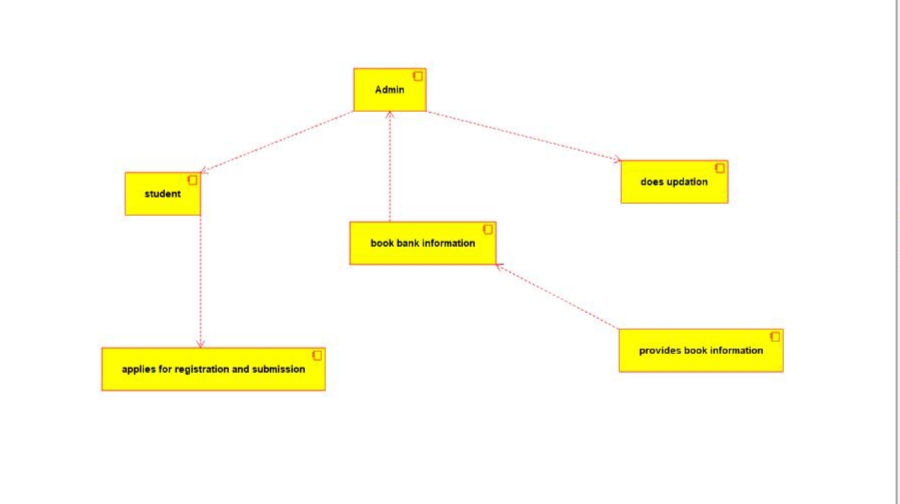 Admin
student
does updation
book bank information
provides book information
applies for registration and submission